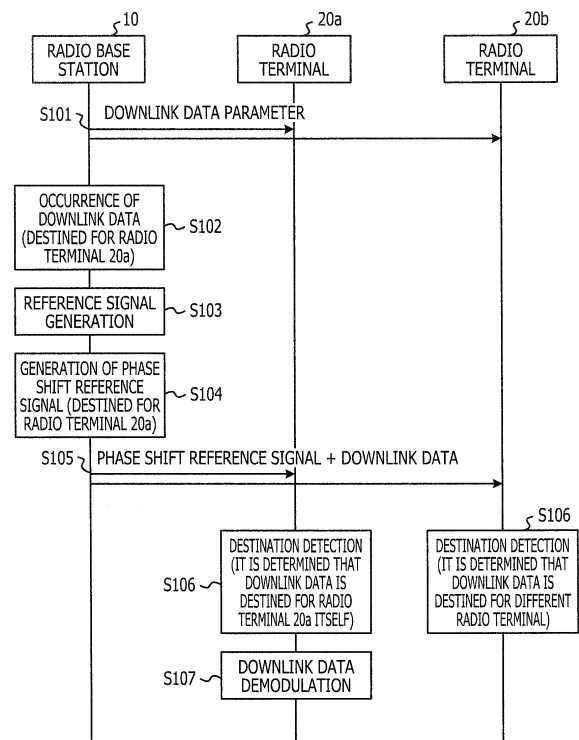 10
20a
20b
RADIO BASE
STATION
RADIO
TERMINAL
RADIO
TERMINAL
S101
DOWNLINK DATA PARAMETER
OCCURRENCE OF
DOWNLINK DATA
(DESTINED FOR RADIO
TERMINAL 20a)
S102
REFERENCE SIGNAL
GENERATION
S103
GENERATION OF PHASE
SHIFT REFERENCE
SIGNAL (DESTINED FOR
RADIO TERMINAL 20a)
S104
S105
PHASE SHIFT REFERENCE SIGNAL + DOWNLINK DATA
S106
DESTINATION DETECTION
(IT IS DETERMINED THAT
DOWNLINK DATA IS
DESTINED FOR RADIO
TERMINAL 20a ITSELF)
S106
DESTINATION DETECTION
(IT IS DETERMINED THAT
DOWNLINK DATA IS
DESTINED FOR DIFFERENT
RADIO TERMINAL)
S107
DOWNLINK DATA
DEMODULATION